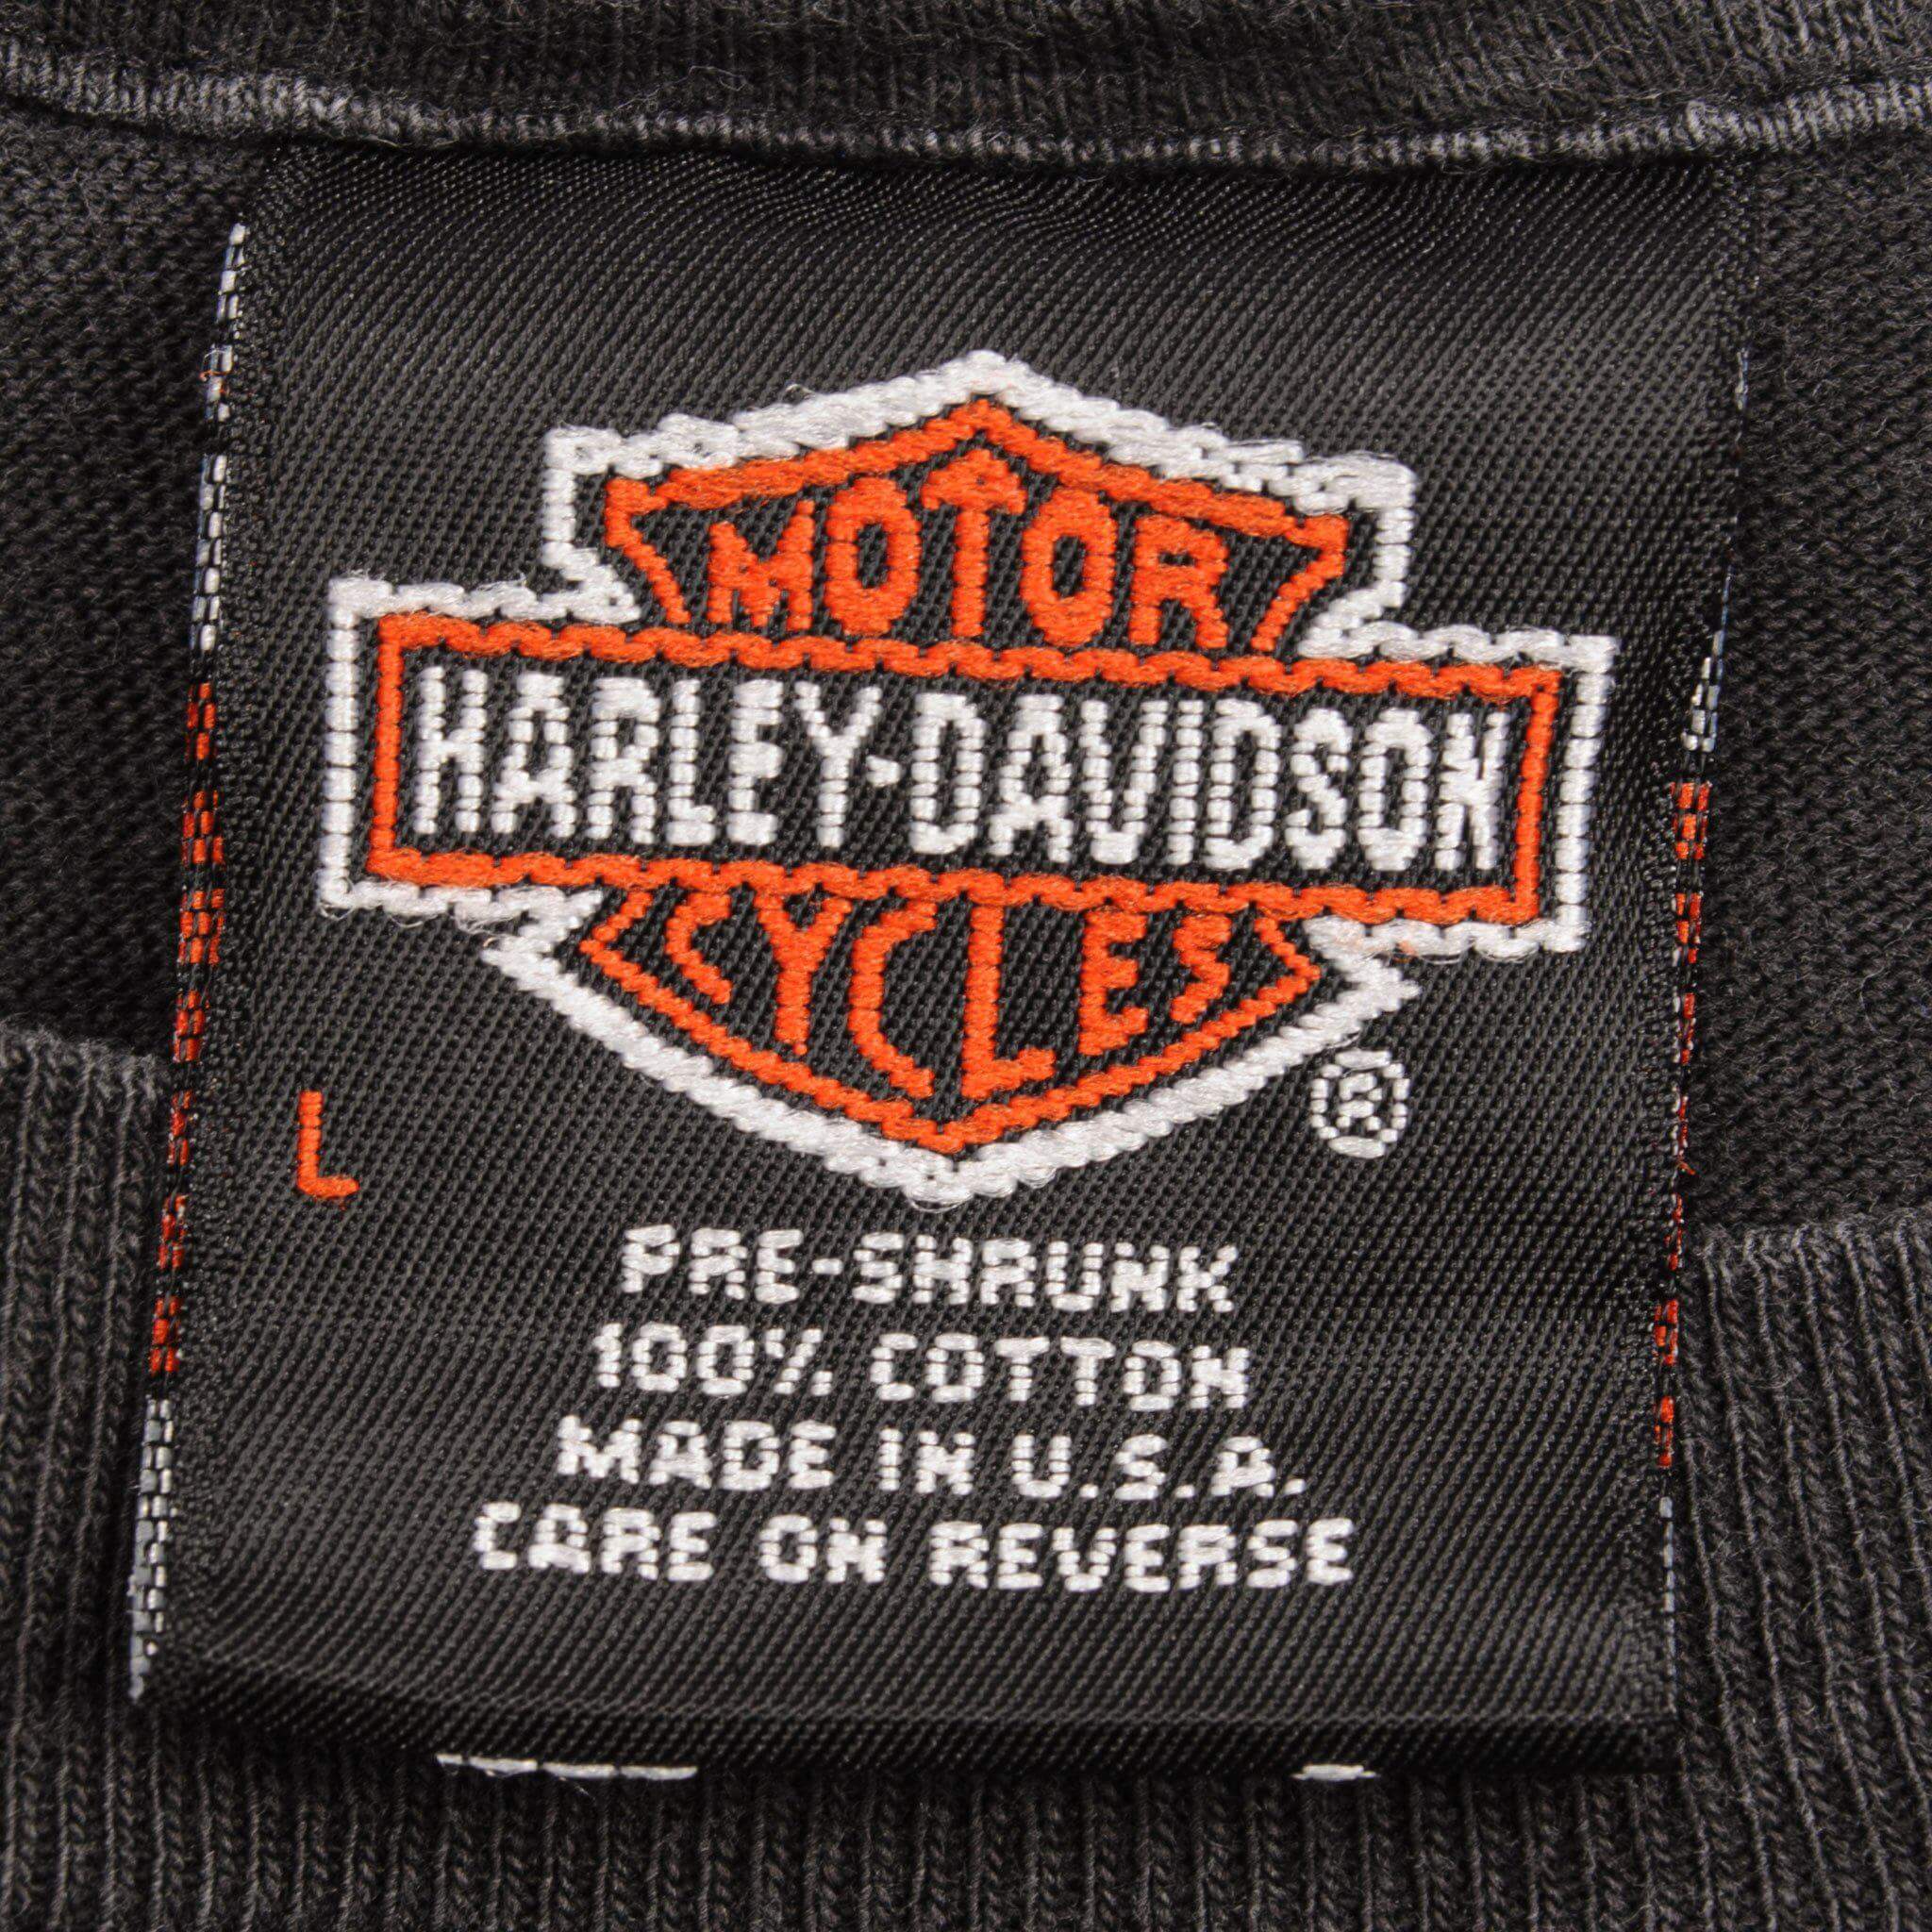 MOTOR
HARLEY-DAVIDSON
CYCLES
®
L
PRE-SHRUNK
100% COTTON
MADE IN U.S.A.
CARE ON REVERSE